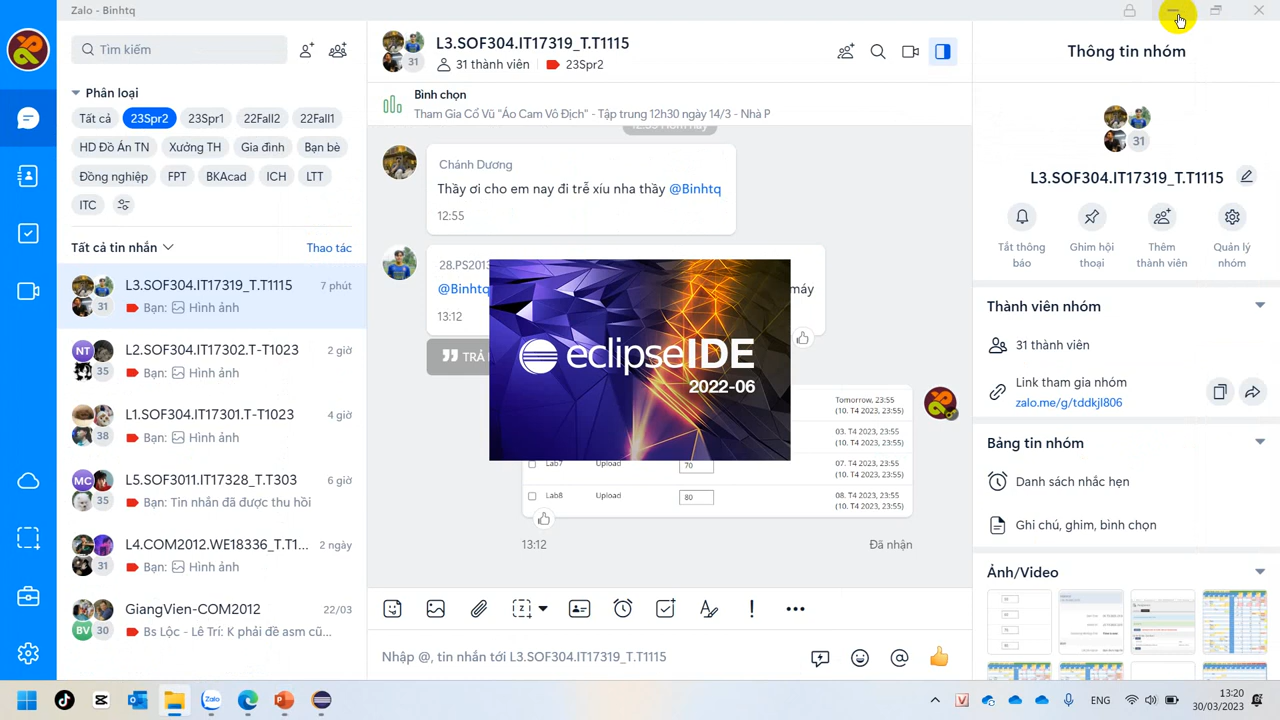 Zalo - Binhtq
Tìm kiếm
Phân loại
Tất cả
23Spr2
23Spr1
22Fall2
22Fall1
HD Đồ Án TN
Xưởng TH
Gia đình
Bạn bè
Đồng nghiệp
FPT
BKAcad
ICH
LTT
ITC
Tất cả tin nhắn
Thao tác
L3.SOF304.IT17319_T.T1115
7 phút
31
Bạn: Hình ảnh
L2.SOF304.IT17302.T-T1023
2 giờ
NT
35
Bạn: Hình ảnh
L1.SOF304.IT17301.T-T1023
4 giờ
38
Bạn: Hình ảnh
L5.SOF3011.IT17328_T.T303
6 giờ
MC
35
Bạn: Tin nhắn đã được thu hồi
L4.COM2012.WE18336_T.T1...
2 ngày
31
Bạn: Hình ảnh
GiangVien-COM2012
22/03
BV
30
Bs Lộc - Lê Trí: K phải đề asm cũ...
L3.SOF304.IT17319_T.T1115
31
31 thành viên
23Spr2
Bình chọn
Tham Gia Cổ Vũ "Áo Cam Vô Địch" - Tập trung 12h30 ngày 14/3 - Nhà P
Chánh Dương
Thầy ơi cho em nay đi trễ xíu nha thầy @Binhtq
12:55
28.PS2013
@Binhtq
máy
13:12
TRẢ
eclipse IDE
2022-06
Tomorrow, 23:55
(10. T4 2023, 23:55)
03. T4 2023, 23:55
(10. T4 2023, 23:55)
Lab7
Upload
70
07. T4 2023, 23:55
(10. T4 2023, 23:55)
Lab8
Upload
80
08. T4 2023, 23:55
(10. T4 2023, 23:55)
13:12
Đã nhận
Nhập @, tin nhắn tới L3.SOF304.IT17319_T.T1115
Thông tin nhóm
31
L3.SOF304.IT17319_T.T1115
Tắt thông báo
Ghim hội thoại
Thêm thành viên
Quản lý nhóm
Thành viên nhóm
31 thành viên
Link tham gia nhóm
zalo.me/g/tddkjl806
Bảng tin nhóm
Danh sách nhắc hẹn
Ghi chú, ghim, bình chọn
Ảnh/Video
Zalo
ENG
13:20
30/03/2023